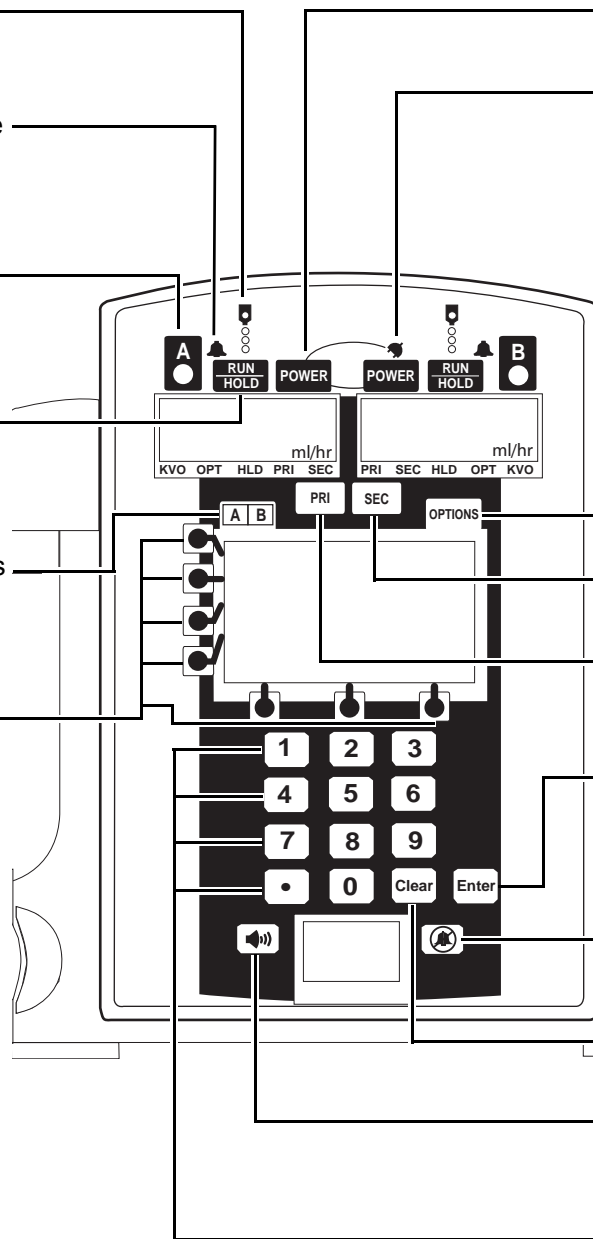 e
A
RUN
HOLD
POWER
POWER
RUN
HOLD
B
ml/hr
ml/hr
KVO OPT HLD PRI SEC
PRI SEC HLD OPT KVO
PRI
SEC
A B
OPTIONS
s
1 2 3
4 5 6
7 8 9
• 0 Clear Enter